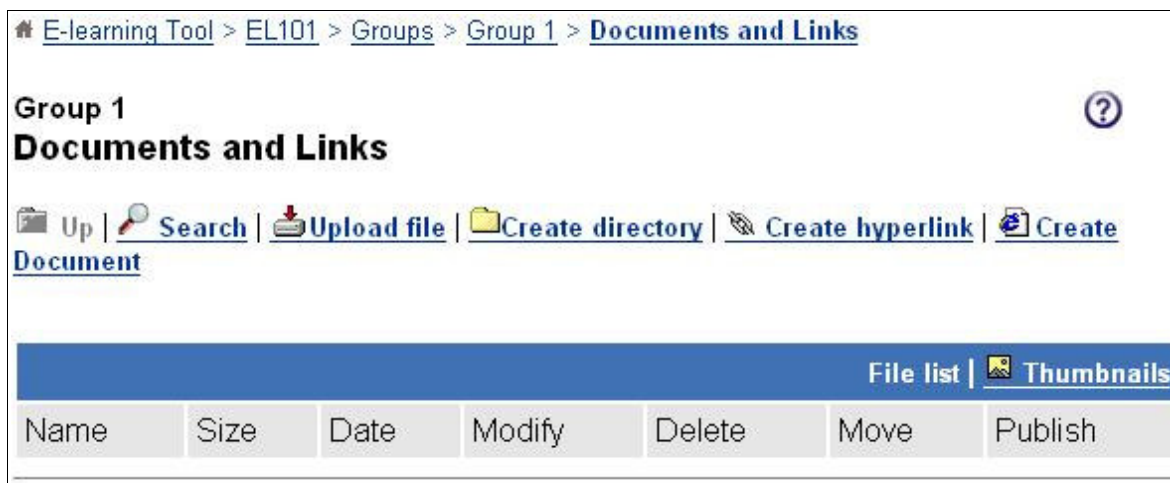 E-learning Tool > EL101 > Groups > Group 1 > Documents and Links
Group 1
?
Documents and Links
Up | Search | Upload file | Create directory | Create hyperlink | Create
Document
File list | Thumbnails
Name Size Date Modify Delete Move Publish